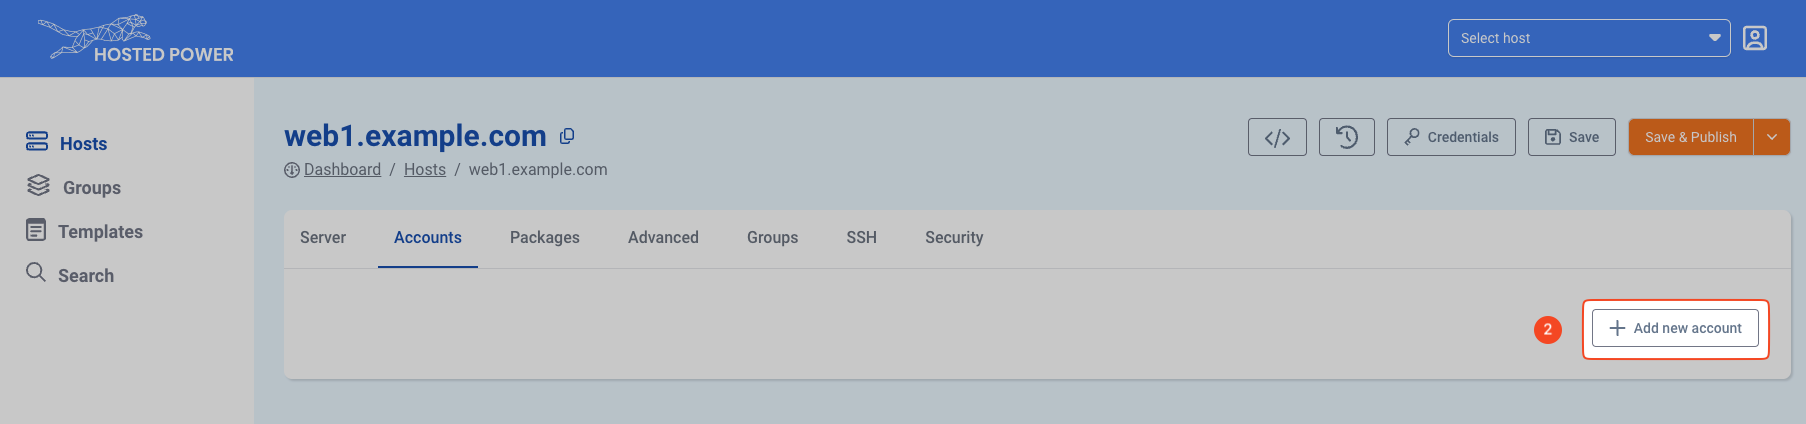 HOSTED POWER
Select host
Hosts
Groups
Templates
Search
web1.example.com
Dashboard / Hosts / web1.example.com
</> Credentials Save Save & Publish
Server Accounts Packages Advanced Groups SSH Security
2 + Add new account